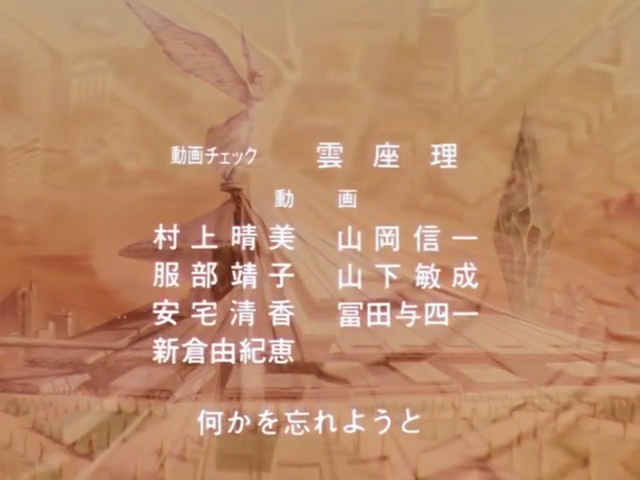 動画チェック 雲座理
動画
村上晴美 山岡信一
服部靖子 山下敏成
安宅清香 冨田与四一
新倉由紀恵
何かを忘れようと